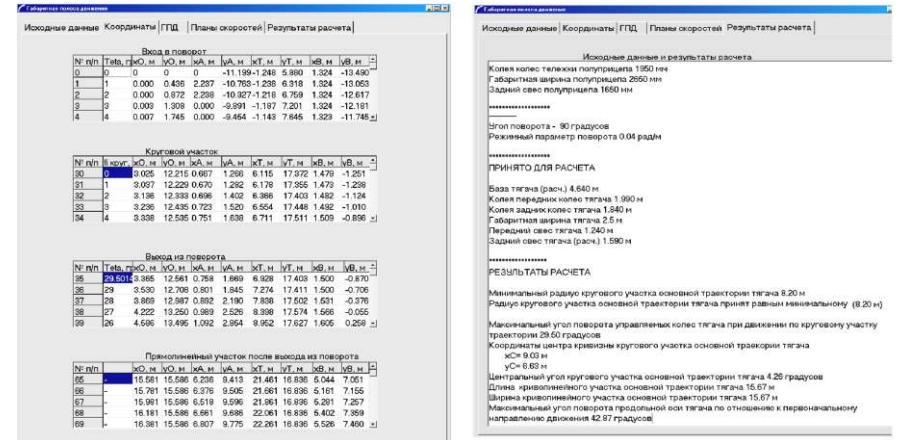 Габаритная полоса движения
Исходные данные Координаты ГПД Планы скоростей Результаты расчета
Вход в поворот
№ п/п Teta, г xO, м yO, м xA, м yA, м xT, м yT, м xB, м yB, м
0 0 0 0 0 -11.199 -1.248 5.880 1.324 -13.490
1 1 0.000 0.436 2.237 -10.763 -1.238 6.318 1.324 -13.053
2 2 0.000 0.872 2.238 -10.327 -1.218 6.759 1.324 -12.617
3 3 0.003 1.308 0.000 -9.891 -1.187 7.201 1.324 -12.181
4 4 0.007 1.745 0.000 -9.454 -1.143 7.645 1.323 -11.745
Круговой участок
№ п/п fi круг, xO, м yO, м xA, м yA, м xT, м yT, м xB, м yB, м
30 0 3.025 12.215 0.667 1.266 6.115 17.372 1.479 -1.251
31 1 3.037 12.229 0.670 1.282 6.178 17.355 1.473 -1.238
32 2 3.136 12.333 0.696 1.402 6.366 17.403 1.482 -1.124
33 3 3.236 12.435 0.723 1.520 6.554 17.448 1.492 -1.010
34 4 3.338 12.535 0.751 1.638 6.711 17.511 1.509 -0.896
Выход из поворота
№ п/п Teta, г xO, м yO, м xA, м yA, м xT, м yT, м xB, м yB, м
35 29.501 3.365 12.561 0.758 1.669 6.928 17.403 1.500 -0.870
36 29 3.530 12.708 0.801 1.845 7.274 17.411 1.500 -0.706
37 28 3.869 12.987 0.892 2.190 7.838 17.502 1.531 -0.376
38 27 4.222 13.250 0.989 2.526 8.398 17.574 1.566 -0.055
39 26 4.586 13.495 1.092 2.854 8.952 17.627 1.605 0.258
Прямолинейный участок после выхода из поворота
№ п/п xO, м yO, м xA, м yA, м xT, м yT, м xB, м yB, м
65 - 15.581 15.586 6.236 9.413 21.461 16.836 5.044 7.051
66 - 15.781 15.586 6.376 9.505 21.661 16.836 5.161 7.155
67 - 15.981 15.586 6.518 9.596 21.861 16.836 5.281 7.257
68 - 16.181 15.586 6.661 9.686 22.061 16.836 5.402 7.359
69 - 16.381 15.586 6.807 9.775 22.261 16.836 5.526 7.460
Габаритная полоса движения
Исходные данные Координаты ГПД Планы скоростей Результаты расчета
Исходные данные и результаты расчета
Колея колес тележки полуприцепа 1950 мм
Габаритная ширина полуприцепа 2650 мм
Задний свес полуприцепа 1650 мм
*******************
Угол поворота - 90 градусов
Режимный параметр поворота 0.04 рад/м
*******************
ПРИНЯТО ДЛЯ РАСЧЕТА
База тягача (расч.) 4.640 м
Колея передних колес тягача 1.990 м
Колея задних колес тягача 1.840 м
Габаритная ширина тягача 2.5 м
Передний свес тягача 1.240 м
Задний свес тягача (расч.) 1.590 м
*******************
РЕЗУЛЬТАТЫ РАСЧЕТА
Минимальный радиус кругового участка основной траектории тягача 8.20 м
Радиус кругового участка основной траектории тягача принят равным минимальному (8.20 м)
Максимальный угол поворота управляемых колес тягача при движении по круговому участку
траектории 29.50 градусов
Координаты центра кривизны кругового участка основной траекории тягача
xC= 9.03 м
yC= 6.63 м
Центральный угол кругового участка основной траектории тягача 4.26 градусов
Длина криволинейного участка основной траектории тягача 15.67 м
Ширина криволинейного участка основной траектории тягача 15.67 м
Максимальный угол поворота продольной оси тягача по отношению к первоначальному
направлению движения 42.87 градусов